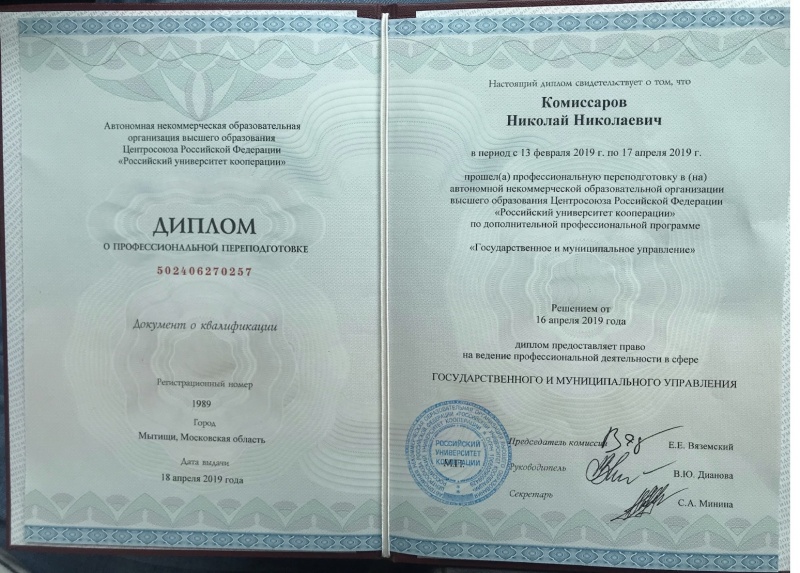 Автономная некоммерческая образовательная
организация высшего образования
Центросоюза Российской Федерации
«Российский университет кооперации»
ДИПЛОМ
О ПРОФЕССИОНАЛЬНОЙ ПЕРЕПОДГОТОВКЕ
502406270257
Документ о квалификации
Регистрационный номер
1989
Город
Мытищи, Московская область
Дата выдачи
18 апреля 2019 года
Настоящий диплом свидетельствует о том, что
Комиссаров
Николай Николаевич
в период с 13 февраля 2019 г. по 17 апреля 2019 г.
прошел(а) профессиональную переподготовку в (на)
автономной некоммерческой образовательной организации
высшего образования Центросоюза Российской Федерации
«Российский университет кооперации»
по дополнительной профессиональной программе
«Государственное и муниципальное управление»
Решением от
16 апреля 2019 года
диплом предоставляет право
на ведение профессиональной деятельности в сфере
ГОСУДАРСТВЕННОГО И МУНИЦИПАЛЬНОГО УПРАВЛЕНИЯ
Председатель комиссии Е.Е. Вяземский
Руководитель В.Ю. Дианова
Секретарь С.А. Минина
М.П.
РОССИЙСКИЙ
УНИВЕРСИТЕТ
КООПЕРАЦИИ